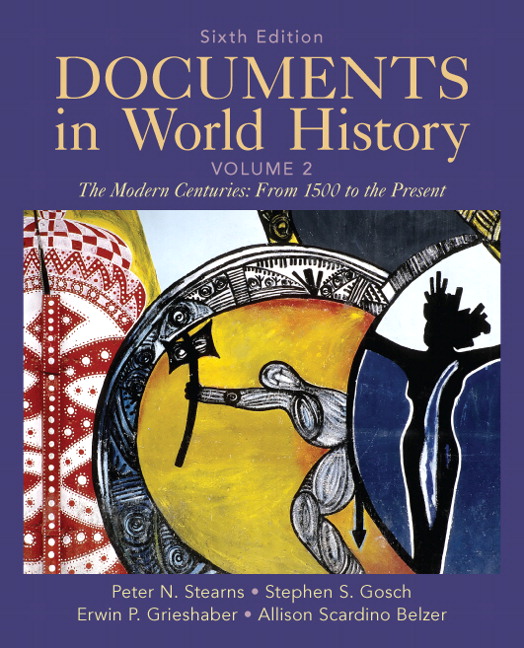 Sixth Edition
DOCUMENTS
in World History
VOLUME 2
The Modern Centuries: From 1500 to the Present
Peter N. Stearns • Stephen S. Gosch
Erwin P. Grieshaber • Allison Scardino Belzer